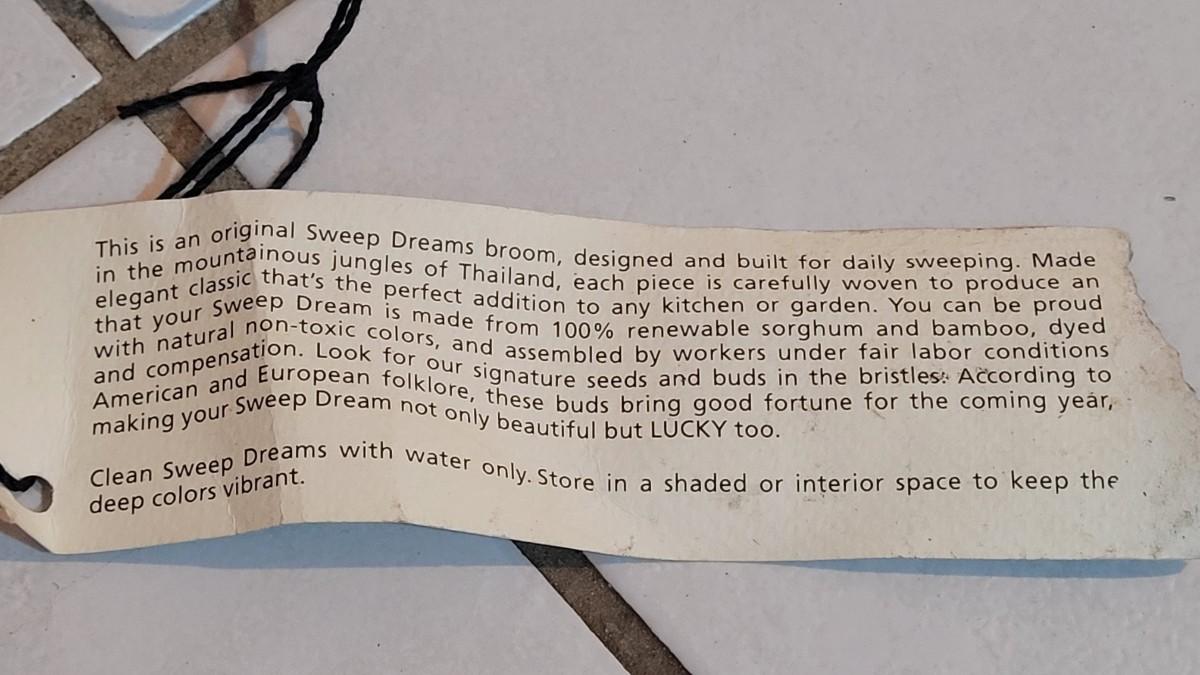 This is an original Sweep Dreams broom, designed and built for daily sweeping. Made
in the mountainous jungles of Thailand, each piece is carefully woven to produce an
elegant classic that's the perfect addition to any kitchen or garden. You can be proud
that your Sweep Dream is made from 100% renewable sorghum and bamboo, dyed
with natural non-toxic colors, and assembled by workers under fair labor conditions
and compensation. Look for our signature seeds and buds in the bristles. According to
American and European folklore, these buds bring good fortune for the coming year,
making your Sweep Dream not only beautiful but LUCKY too.
Clean Sweep Dreams with water only. Store in a shaded or interior space to keep the
deep colors vibrant.